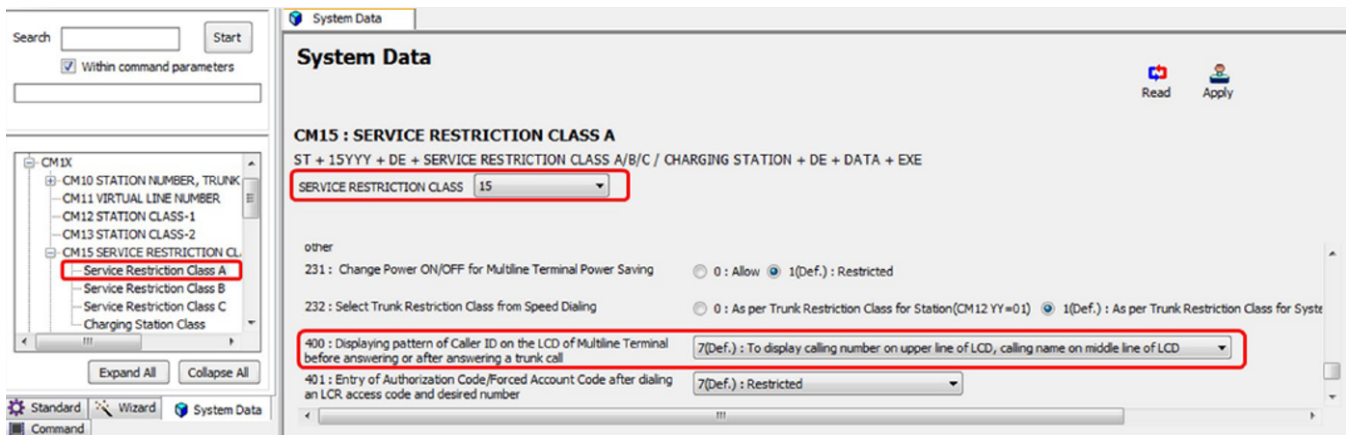 System Data
Search
Start
Within command parameters
System Data
Read
Apply
CM15 : SERVICE RESTRICTION CLASS A
ST + 15YYY + DE + SERVICE RESTRICTION CLASS A/B/C / CHARGING STATION + DE + DATA + EXE
SERVICE RESTRICTION CLASS 15
CM1X
CM10 STATION NUMBER, TRUNK
CM11 VIRTUAL LINE NUMBER
CM12 STATION CLASS-1
CM13 STATION CLASS-2
CM15 SERVICE RESTRICTION CL
Service Restriction Class A
Service Restriction Class B
Service Restriction Class C
Charging Station Class
Expand All
Collapse All
Standard
Wizard
System Data
Command
other
231 : Change Power ON/OFF for Multiline Terminal Power Saving
0 : Allow 1(Def.) : Restricted
232 : Select Trunk Restriction Class from Speed Dialing
0 : As per Trunk Restriction Class for Station(CM12 YY=01) 1(Def.) : As per Trunk Restriction Class for Syste
400 : Displaying pattern of Caller ID on the LCD of Multiline Terminal
before answering or after answering a trunk call
7(Def.) : To display calling number on upper line of LCD, calling name on middle line of LCD
401 : Entry of Authorization Code/Forced Account Code after dialing
an LCR access code and desired number
7(Def.) : Restricted